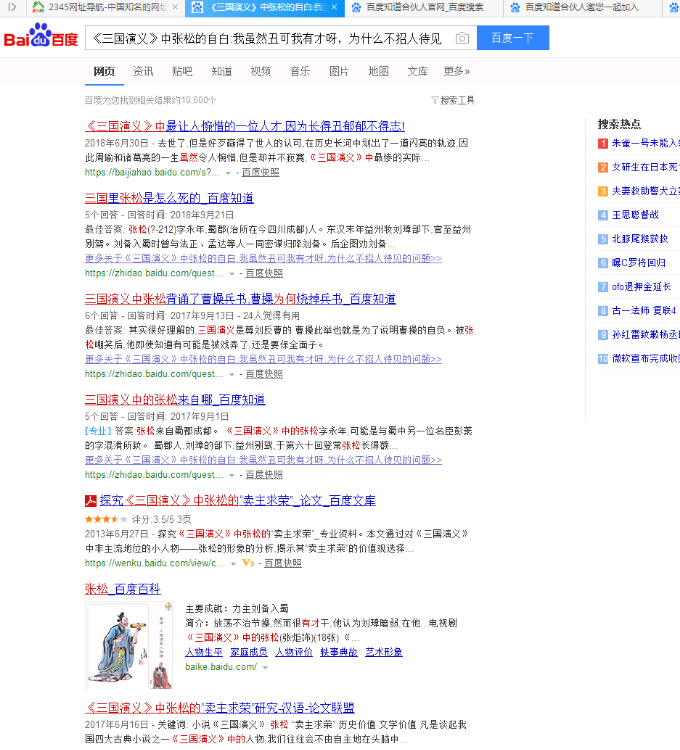 2345网址导航-中国知名的网址
《三国演义》中张松的自白:我
百度知道合伙人官网_百度搜索
百度知道合伙人邀您一起加入
Bai du 百度
《三国演义》中张松的自白:我虽然丑可我有才呀,为什么不招人待见
百度一下
网页 资讯 贴吧 知道 视频 音乐 图片 地图 文库 更多»
百度为您找到相关结果约10,600个
搜索工具
《三国演义》中最让人惋惜的一位人才,因为长得丑郁郁不得志!
2018年6月30日 - 去世了,但是好歹赢得了世人的认可,在历史长河中划出了一道闪亮的轨迹,因
此周瑜和诸葛亮的一生虽然令人惋惜,但是却并不寂寞,《三国演义》中最惨的实际...
https://baijiahao.baidu.com/s?... - 百度快照
三国里张松是怎么死的_百度知道
5个回答 - 回答时间: 2018年9月21日
最佳答案: 张松(?-212)字永年,蜀郡(治所在今四川成都)人。东汉末年益州牧刘璋部下,官至益州
别驾。刘备入蜀时曾与法正、孟达等人一同密谋归降刘备。后企图劝刘备...
更多关于《三国演义》中张松的自白:我虽然丑可我有才呀,为什么不招人待见的问题>>
https://zhidao.baidu.com/quest... - 百度快照
三国演义中张松背诵了曹操兵书,曹操为何烧掉兵书_百度知道
6个回答 - 回答时间: 2017年9月13日 - 24人觉得有用
最佳答案: 其实很好理解的,三国演义是尊刘反曹的 曹操此举也就是为了说明曹操的自负。被张
松嘲笑后,他即使知道有可能是被戏弄了,还是要保全面子。
更多关于《三国演义》中张松的自白:我虽然丑可我有才呀,为什么不招人待见的问题>>
https://zhidao.baidu.com/quest... - 百度快照
三国演义中的张松来自哪_百度知道
5个回答 - 回答时间: 2017年9月1日
[专业] 答案:张松来自蜀郡成都。 《三国演义》中的张松字永年,可能是与蜀中另一位名臣彭羕
的字混淆所致。 蜀郡人,刘璋的部下,益州别驾,于第六十回登常张松长得额...
更多关于《三国演义》中张松的自白:我虽然丑可我有才呀,为什么不招人待见的问题>>
https://zhidao.baidu.com/quest... - 百度快照
探究《三国演义》中张松的"卖主求荣"_论文_百度文库
评分:3.5/5 3页
2013年6月27日 - 探究《三国演义》中张松的"卖主求荣"_专业资料。本文通过对《三国演义》
中非主流地位的小人物——张松的形象的分析,揭示其"卖主求荣"的价值观选择...
https://wenku.baidu.com/view/c... V3 - 百度快照
张松_百度百科
主要成就: 力主刘备入蜀
简介: 放荡不治节操,然而很有才干,他认为刘璋暗弱,在他...电视剧
《三国演义》中的张松(张炬饰)(18张) 《...
人物生平 家庭成员 人物评价 轶事典故 艺术形象
baike.baidu.com/
《三国演义》中张松的"卖主求荣"研究-汉语-论文联盟
2017年6月16日 - 关键词: 小说《三国演义》 张松 "卖主求荣" 历史价值 文学价值 凡是谈起我
国四大古典小说之一《三国演义》中的人物,我们往往会不由自主地在头脑中...
搜索热点
1 朱雀一号未能入
2 女研生在日本死
3 夫妻救助警犬立
4 王思聪督战
5 北豚尾猴获救
6 曝C罗将回归
7 ofo退押金延长
8 古一法师 复联4
9 孙红雷致歉杨丞
10 微软宣布完成收